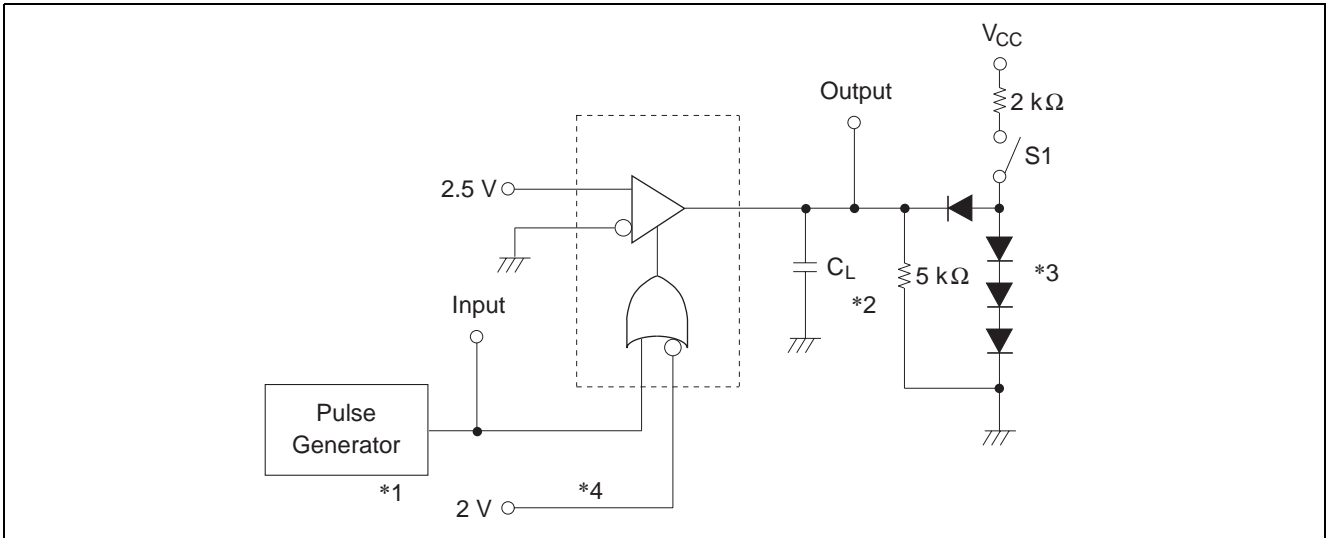 VCC
2 kΩ
Output
S1
2.5 V
CL
*2
5 kΩ
*3
Input
Pulse
Generator
*1
*4
2 V